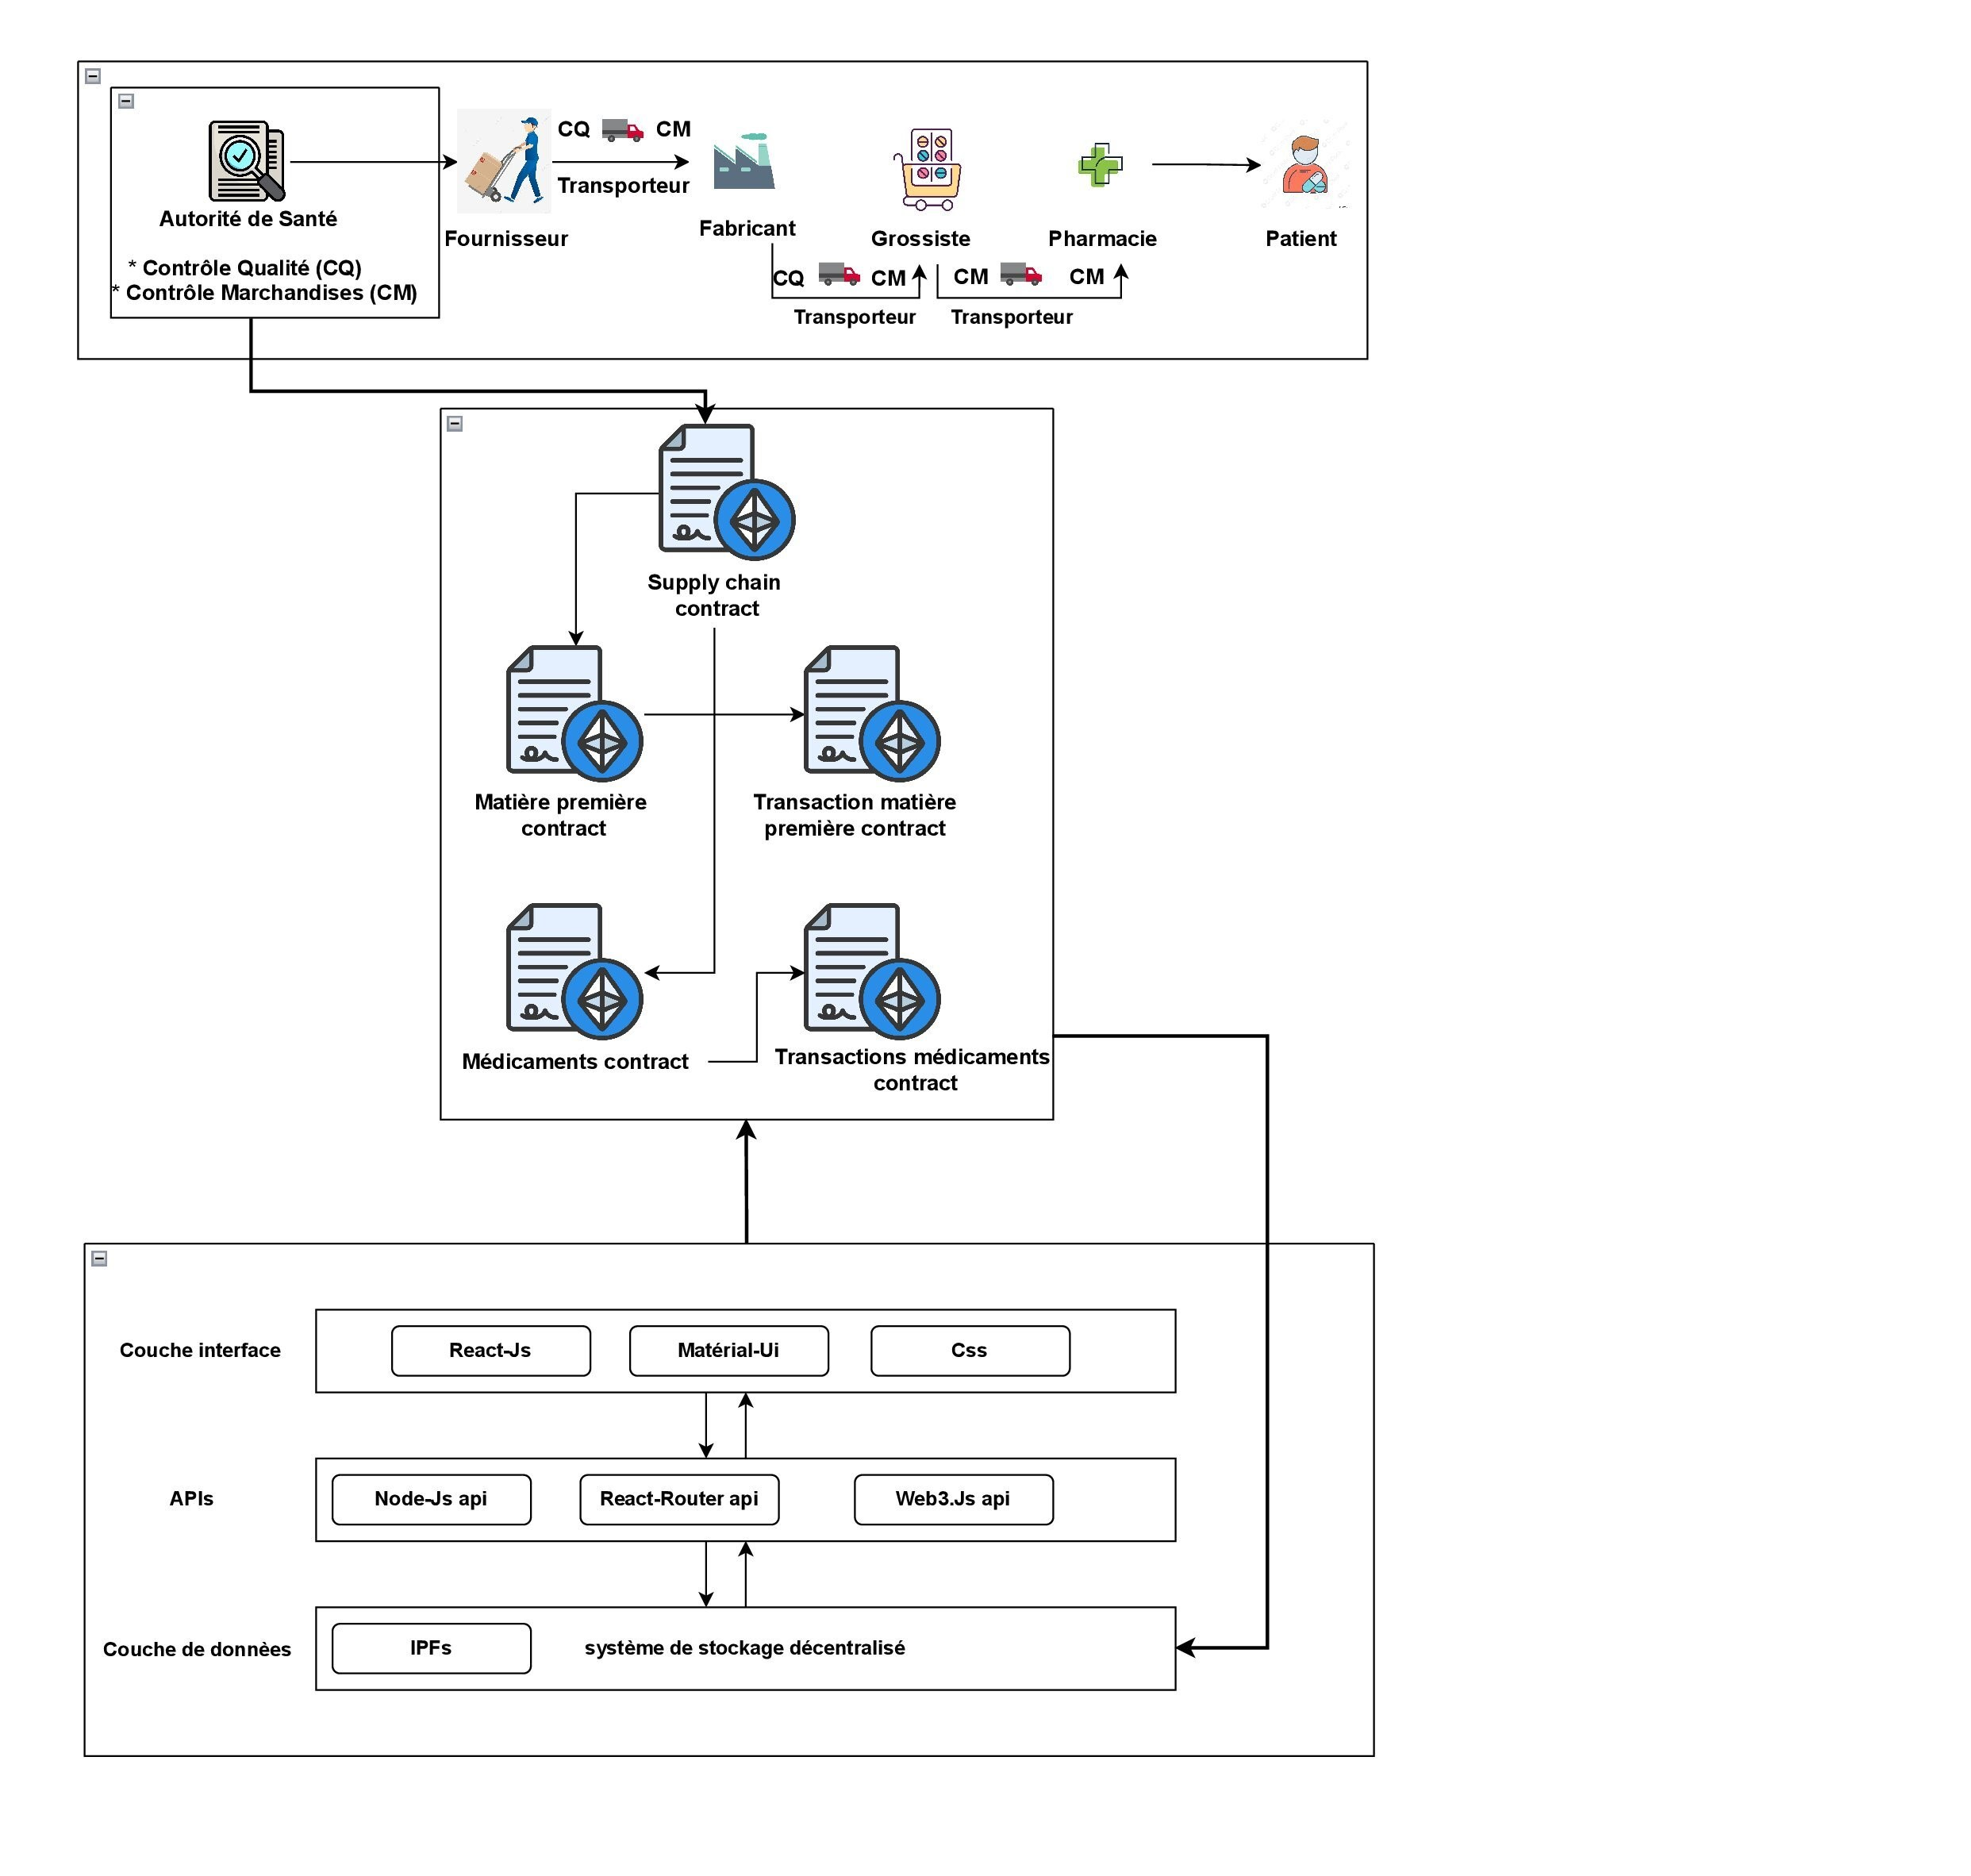 CQ CM
Transporteur
Autorité de Santé
* Contrôle Qualité (CQ)
* Contrôle Marchandises (CM)
Fournisseur
Fabricant
Grossiste
Pharmacie
Patient
CQ CM
Transporteur
CM CM
Transporteur
Supply chain
contract
Matière première
contract
Transaction matière
première contract
Médicaments contract
Transactions médicaments
contract
Couche interface
React-Js
Matérial-Ui
Css
APIs
Node-Js api
React-Router api
Web3.Js api
Couche de donnèes
IPFs
système de stockage décentralisé